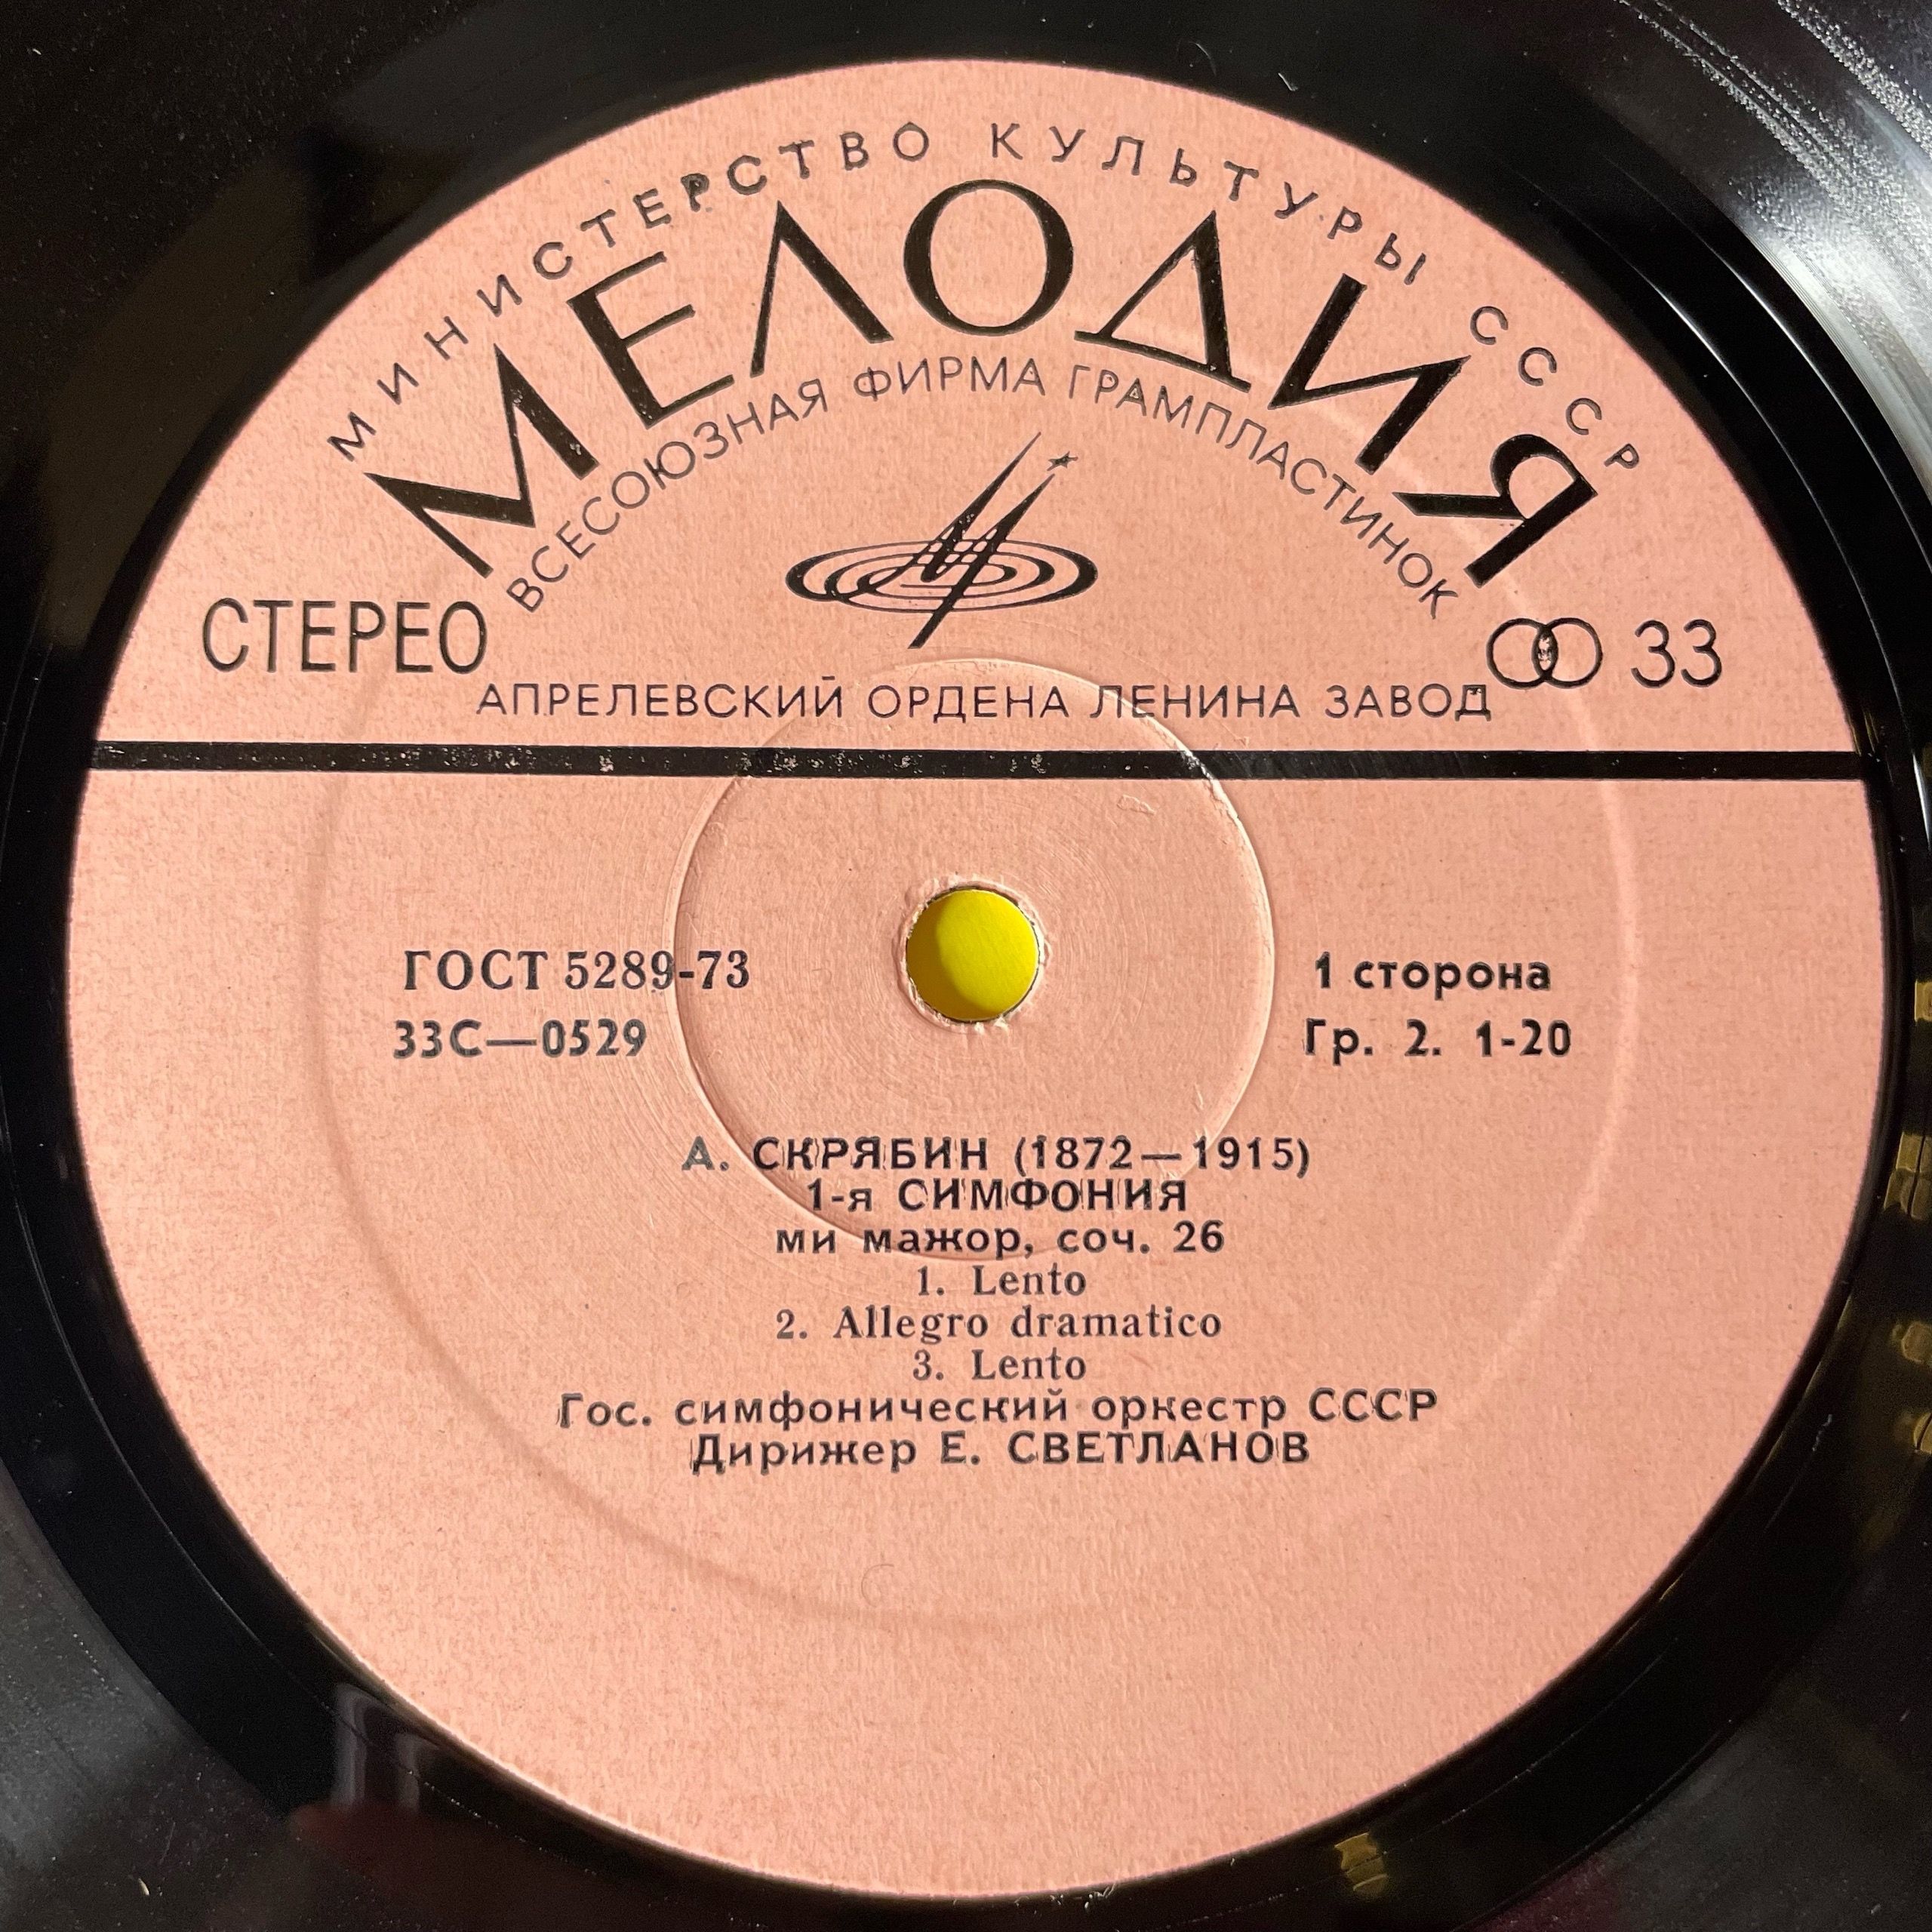 МИНИСТЕРСТВО КУЛЬТУРЫ СССР
МЕЛОДИЯ
ВСЕСОЮЗНАЯ ФИРМА ГРАМПЛАСТИНОК
СТЕРЕО
33
АПРЕЛЕВСКИЙ ОРДЕНА ЛЕНИНА ЗАВОД
ГОСТ 5289-73
1 сторона
33С—0529
Гр. 2. 1-20
А. СКРЯБИН (1872—1915)
1-я СИМФОНИЯ
ми мажор, соч. 26
1. Lento
2. Allegro dramatico
3. Lento
Гос. симфонический оркестр СССР
Дирижер Е. СВЕТЛАНОВ